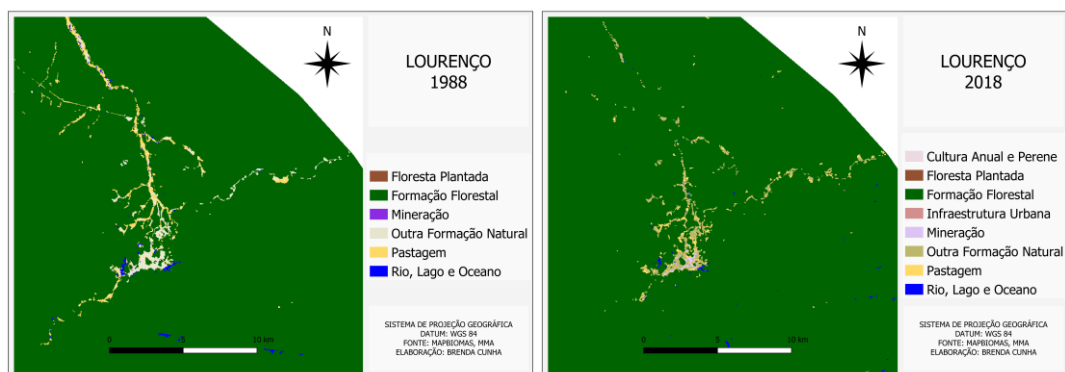 N
LOURENÇO
1988
Floresta Plantada
Formação Florestal
Mineração
Outra Formação Natural
Pastagem
Rio, Lago e Oceano
SISTEMA DE PROJEÇÃO GEOGRÁFICA
DATUM: WGS 84
FONTE: MAPBIOMAS, MMA
ELABORAÇÃO: BRENDA CUNHA
0 5 10 km
N
LOURENÇO
2018
Cultura Anual e Perene
Floresta Plantada
Formação Florestal
Infraestrutura Urbana
Mineração
Outra Formação Natural
Pastagem
Rio, Lago e Oceano
SISTEMA DE PROJEÇÃO GEOGRÁFICA
DATUM: WGS 84
FONTE: MAPBIOMAS, MMA
ELABORAÇÃO: BRENDA CUNHA
0 5 10 km